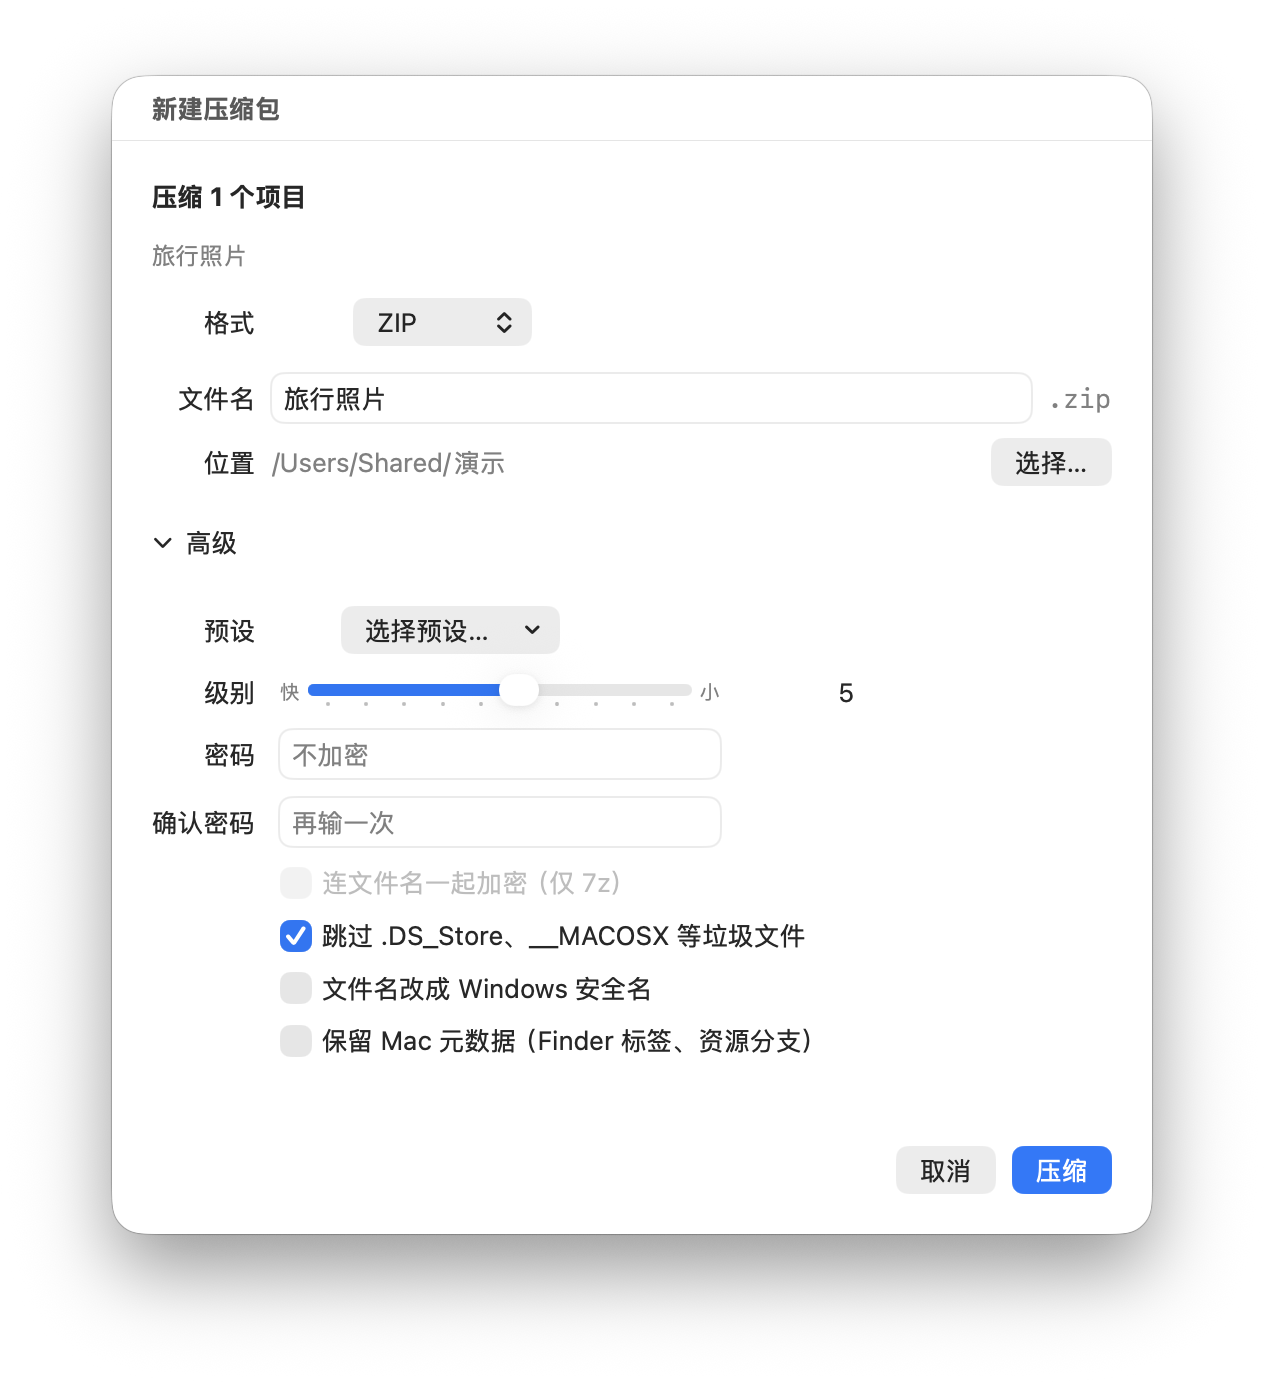 新建压缩包
压缩 1 个项目
旅行照片
格式 ZIP
文件名 旅行照片 .zip
位置 /Users/Shared/演示 选择...
高级
预设 选择预设...
级别 快 小 5
密码 不加密
确认密码 再输一次
连文件名一起加密（仅 7z）
跳过 .DS_Store、__MACOSX 等垃圾文件
文件名改成 Windows 安全名
保留 Mac 元数据（Finder 标签、资源分支）
取消 压缩